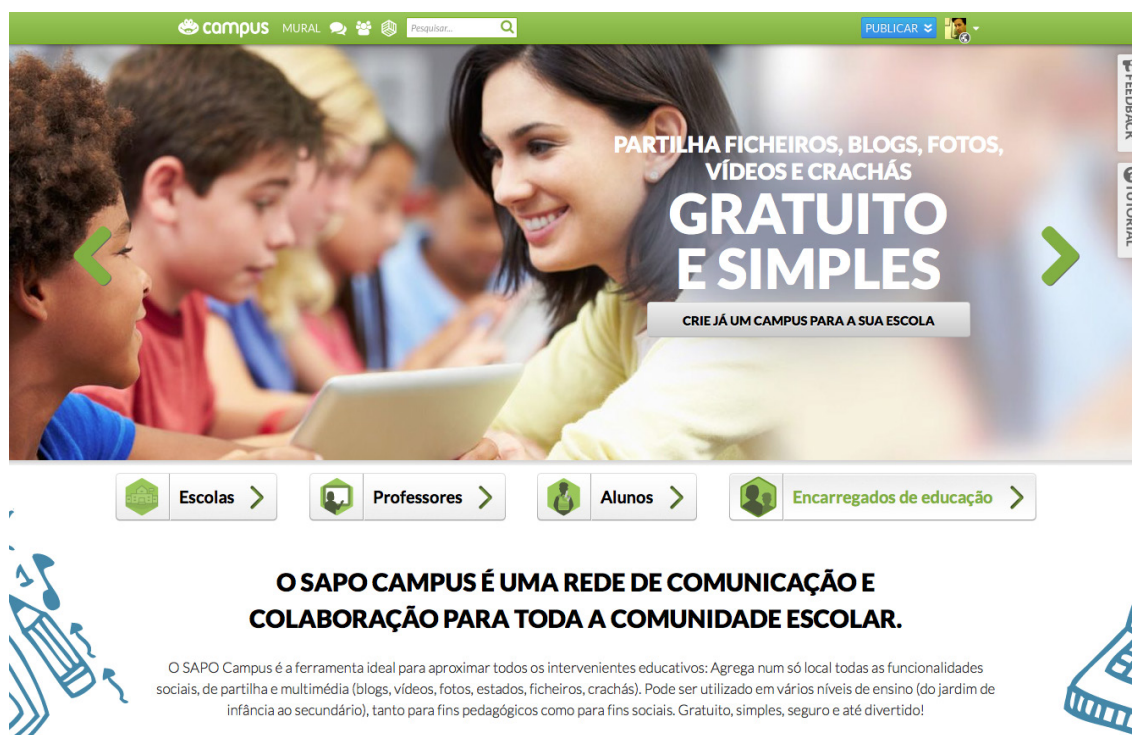 campus MURAL Pesquisar... PUBLICAR
FEEDBACK
TUTORIAL
PARTILHA FICHEIROS, BLOGS, FOTOS,
VÍDEOS E CRACHÁS
GRATUITO
E SIMPLES
CRIE JÁ UM CAMPUS PARA A SUA ESCOLA
Escolas Professores Alunos Encarregados de educação
O SAPO CAMPUS É UMA REDE DE COMUNICAÇÃO E
COLABORAÇÃO PARA TODA A COMUNIDADE ESCOLAR.
O SAPO Campus é a ferramenta ideal para aproximar todos os intervenientes educativos: Agrega num só local todas as funcionalidades
sociais, de partilha e multimédia (blogs, vídeos, fotos, estados, ficheiros, crachás). Pode ser utilizado em vários níveis de ensino (do jardim de
infância ao secundário), tanto para fins pedagógicos como para fins sociais. Gratuito, simples, seguro e até divertido!